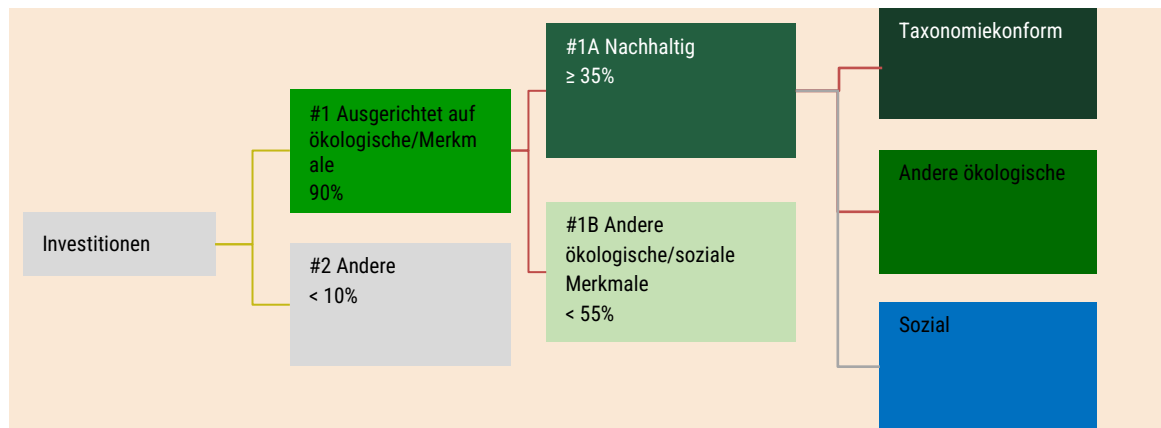 Investitionen
#1 Ausgerichtet auf
ökologische/Merkm
ale
90%
#2 Andere
< 10%
#1A Nachhaltig
≥ 35%
#1B Andere
ökologische/soziale
Merkmale
< 55%
Taxonomiekonform
Andere ökologische
Sozial